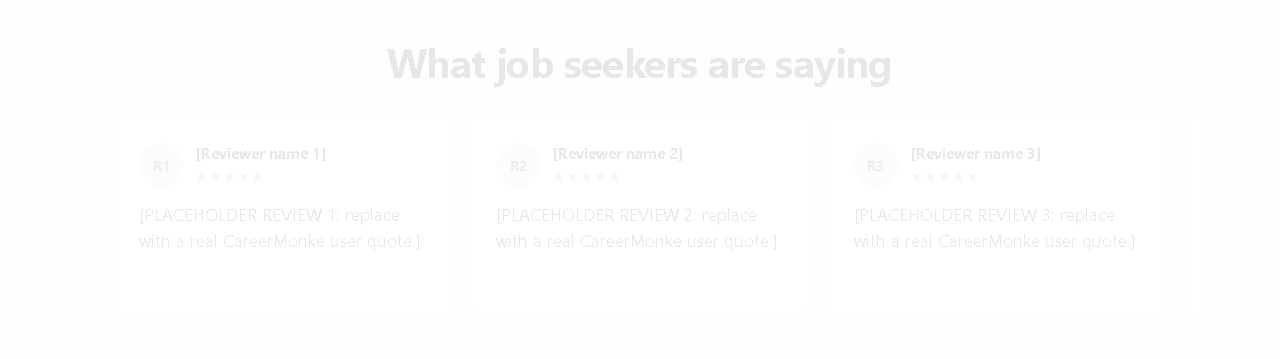 What job seekers are saying
R1
[Reviewer name 1]
★★★★★
[PLACEHOLDER REVIEW 1: replace
with a real CareerMonke user quote.]
R2
[Reviewer name 2]
★★★★★
[PLACEHOLDER REVIEW 2: replace
with a real CareerMonke user quote.]
R3
[Reviewer name 3]
★★★★★
[PLACEHOLDER REVIEW 3: replace
with a real CareerMonke user quote.]